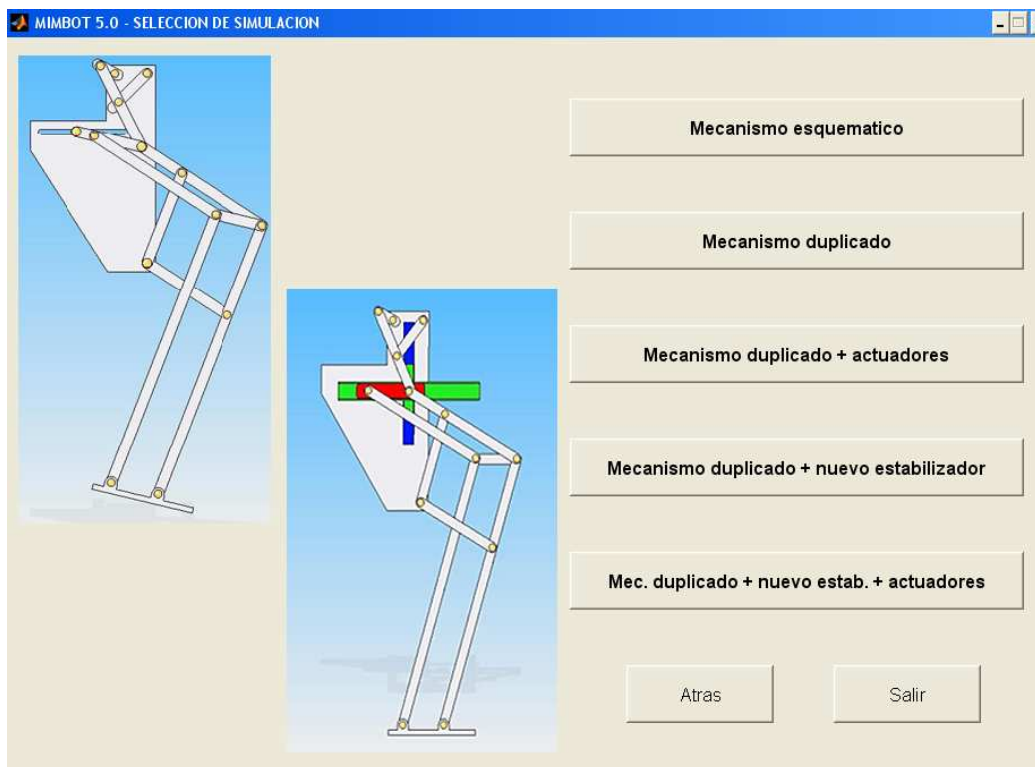 MIMBOT 5.0 - SELECCION DE SIMULACION
Mecanismo esquematico
Mecanismo duplicado
Mecanismo duplicado + actuadores
Mecanismo duplicado + nuevo estabilizador
Mec. duplicado + nuevo estab. + actuadores
Atras
Salir